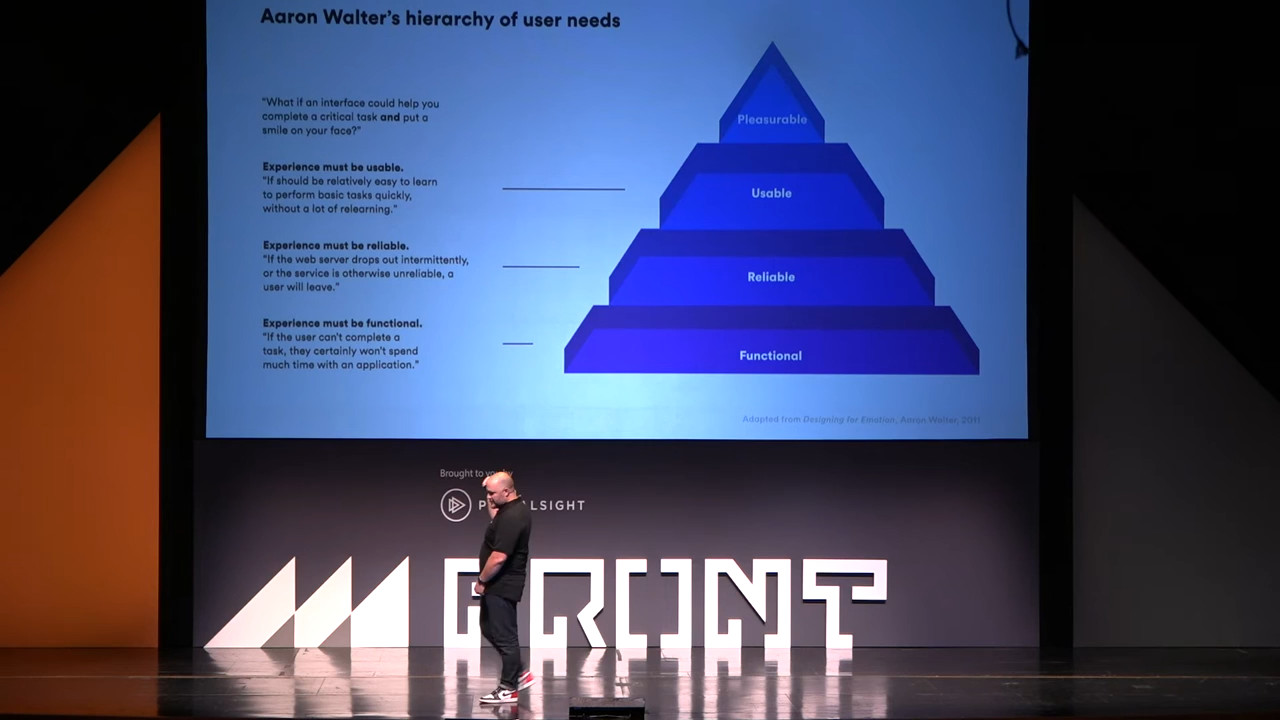 Aaron Walter's hierarchy of user needs
"What if an interface could help you
complete a critical task and put a
smile on your face?"
Experience must be usable.
"If should be relatively easy to learn
to perform basic tasks quickly,
without a lot of relearning."
Experience must be reliable.
"If the web server drops out intermittently,
or the service is otherwise unreliable, a
user will leave."
Experience must be functional.
"If the user can't complete a
task, they certainly won't spend
much time with an application."
Pleasurable
Usable
Reliable
Functional
Adapted from Designing for Emotion, Aaron Walter, 2011
Brought to
FRONT